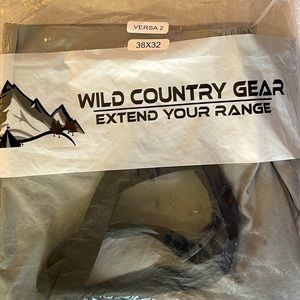 VERSA 2
38X32
WILD COUNTRY GEAR
EXTEND YOUR RANGE